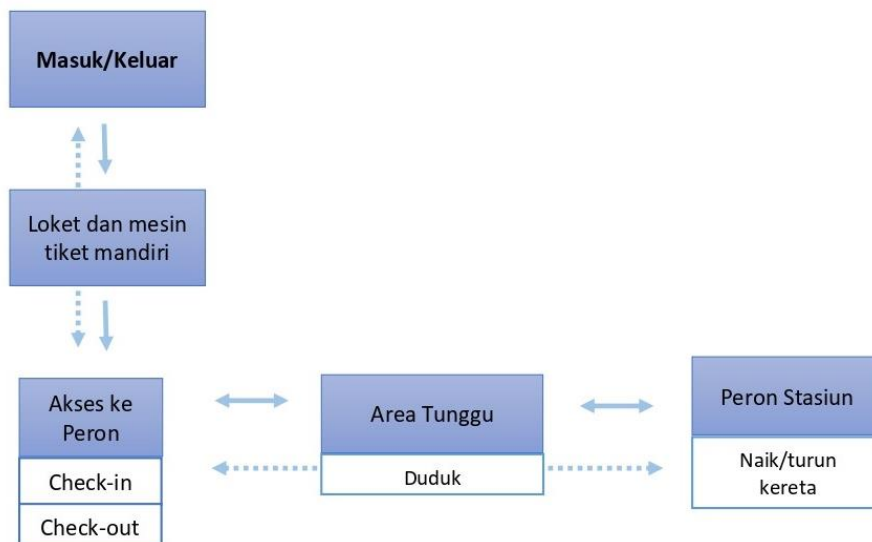 Masuk/Keluar
Loket dan mesin
tiket mandiri
Akses ke
Peron
Check-in
Check-out
Area Tunggu
Duduk
Peron Stasiun
Naik/turun
kereta